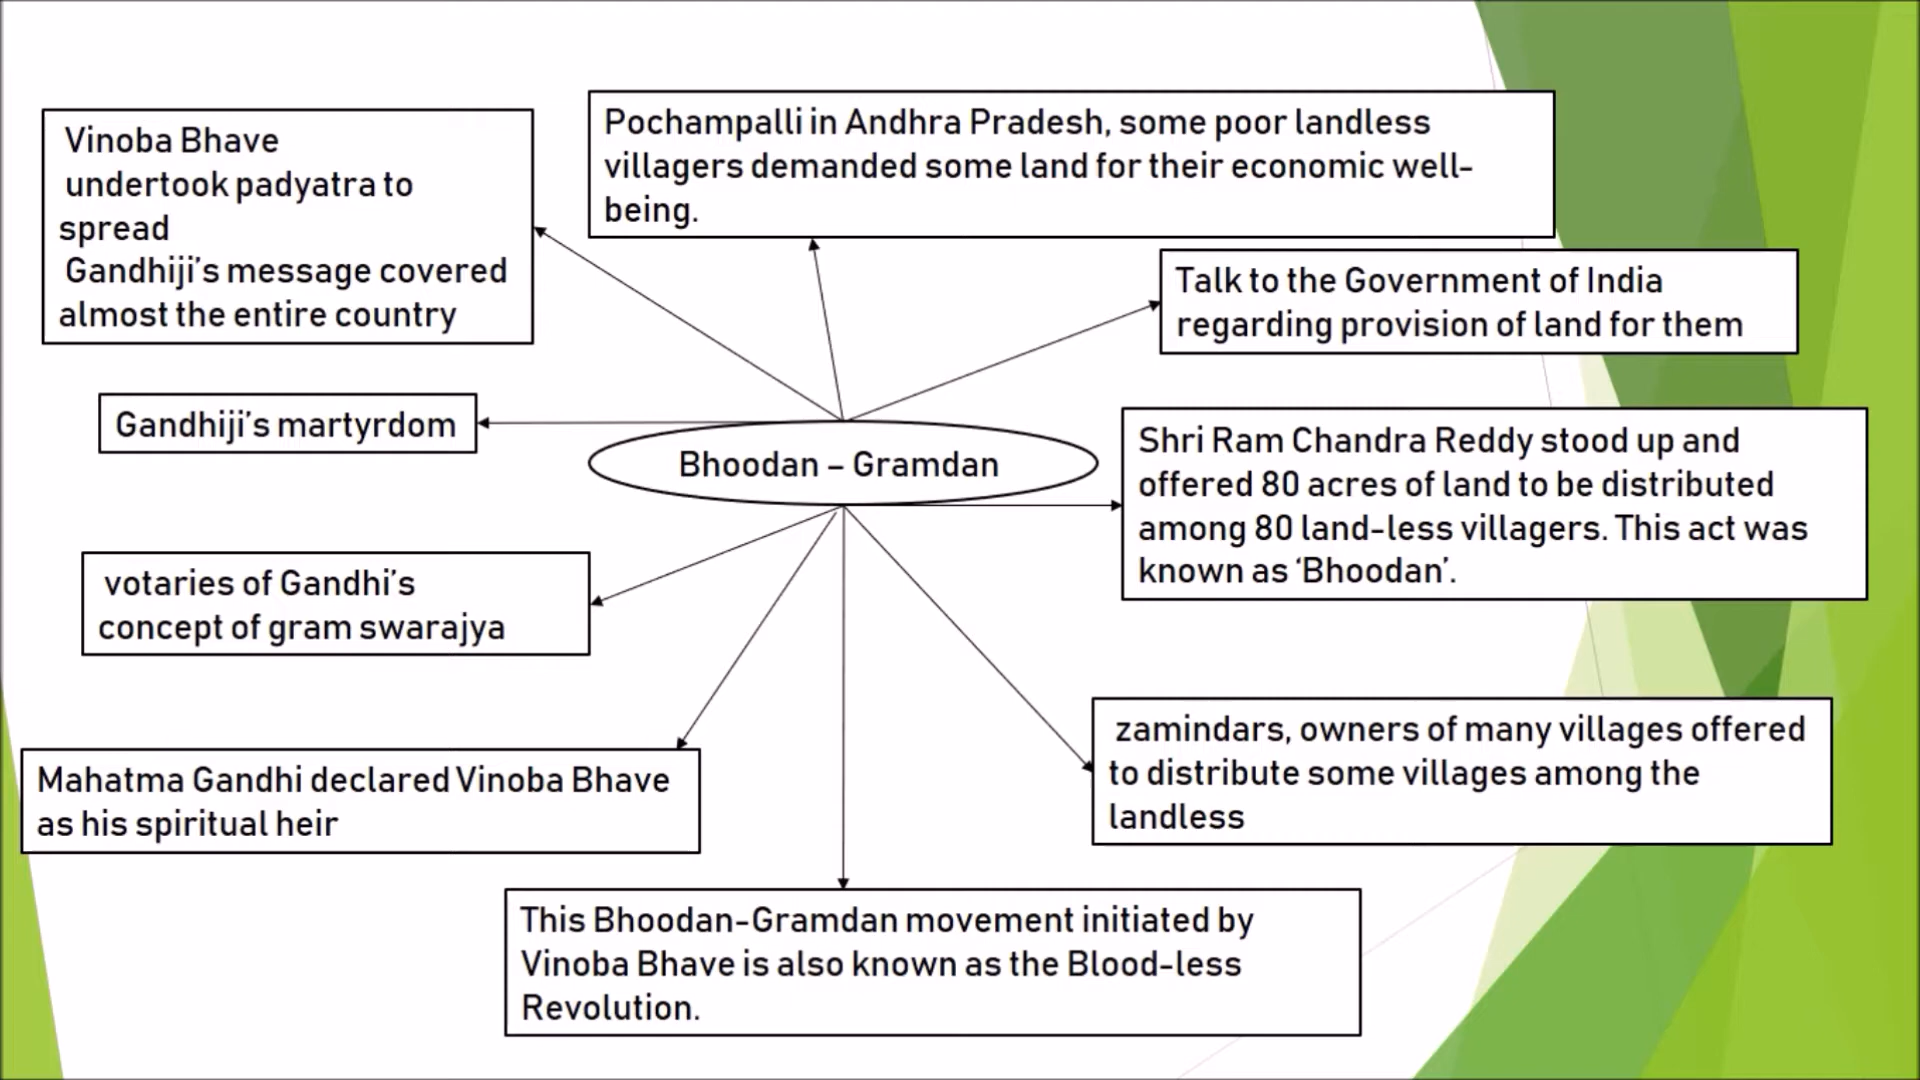 Vinoba Bhave
undertook padyatra to
spread
Gandhiji's message covered
almost the entire country
Pochampalli in Andhra Pradesh, some poor landless
villagers demanded some land for their economic well-
being.
Talk to the Government of India
regarding provision of land for them
Gandhiji's martyrdom
Bhoodan – Gramdan
Shri Ram Chandra Reddy stood up and
offered 80 acres of land to be distributed
among 80 land-less villagers. This act was
known as ‘Bhoodan’.
votaries of Gandhi's
concept of gram swarajya
Mahatma Gandhi declared Vinoba Bhave
as his spiritual heir
zamindars, owners of many villages offered
to distribute some villages among the
landless
This Bhoodan-Gramdan movement initiated by
Vinoba Bhave is also known as the Blood-less
Revolution.